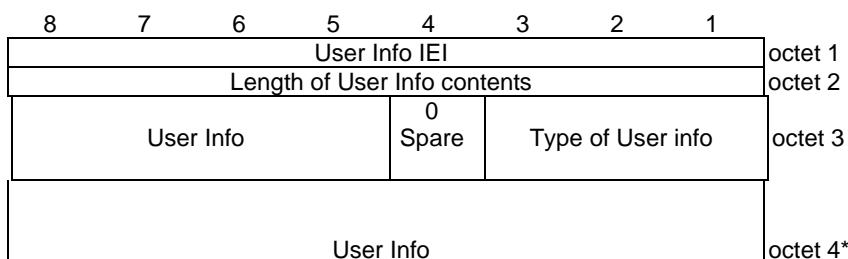 8 7 6 5 4 3 2 1
User Info IEI octet 1
Length of User Info contents octet 2
0
User Info Spare Type of User info octet 3
User Info octet 4*